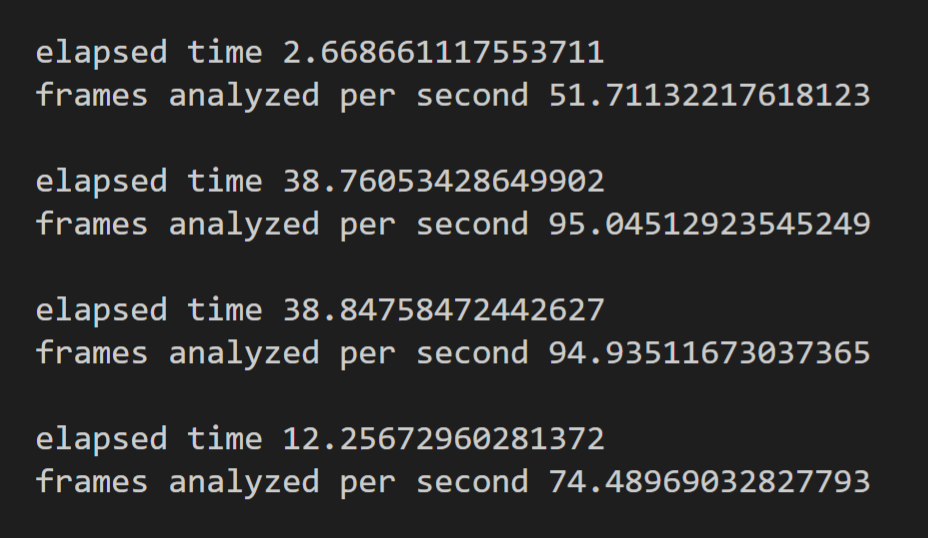 elapsed time 2.668661117553711
frames analyzed per second 51.71132217618123
elapsed time 38.76053428649902
frames analyzed per second 95.04512923545249
elapsed time 38.84758472442627
frames analyzed per second 94.93511673037365
elapsed time 12.25672960281372
frames analyzed per second 74.48969032827793